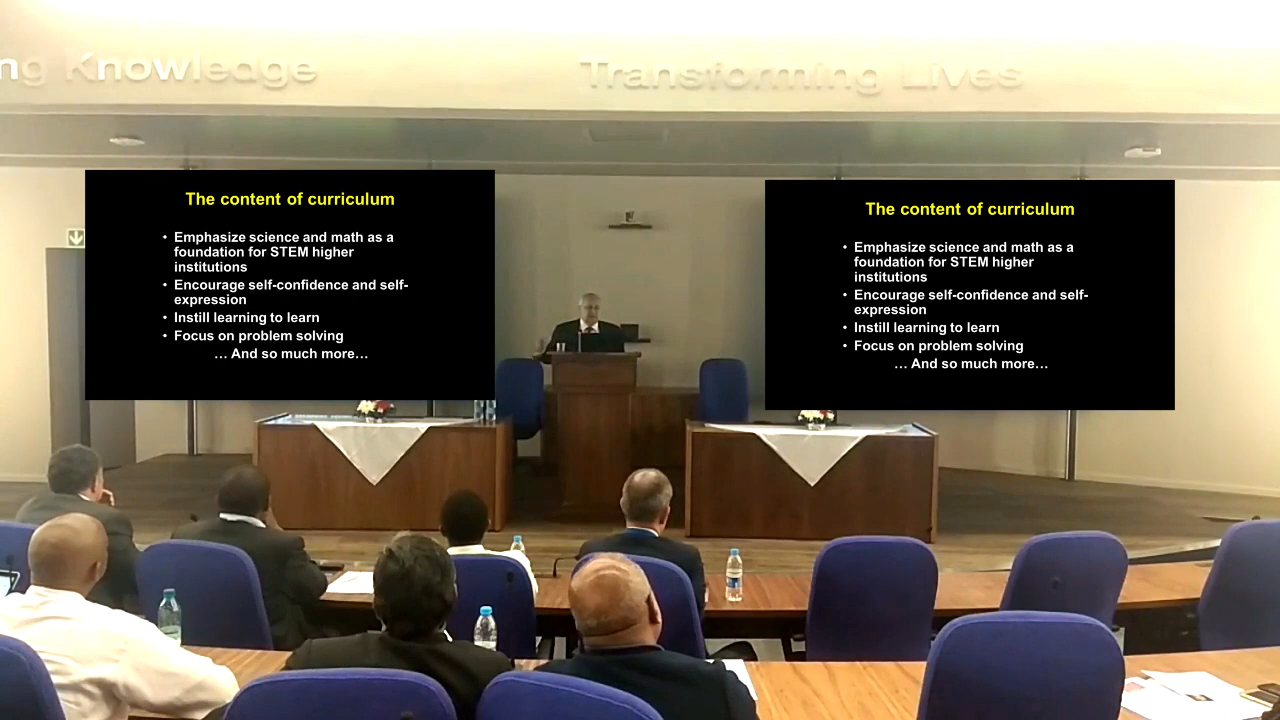 ng Knowledge
Transforming Lives
The content of curriculum
• Emphasize science and math as a
foundation for STEM higher
institutions
• Encourage self-confidence and self-
expression
• Instill learning to learn
• Focus on problem solving
… And so much more…
The content of curriculum
• Emphasize science and math as a
foundation for STEM higher
institutions
• Encourage self-confidence and self-
expression
• Instill learning to learn
• Focus on problem solving
… And so much more…